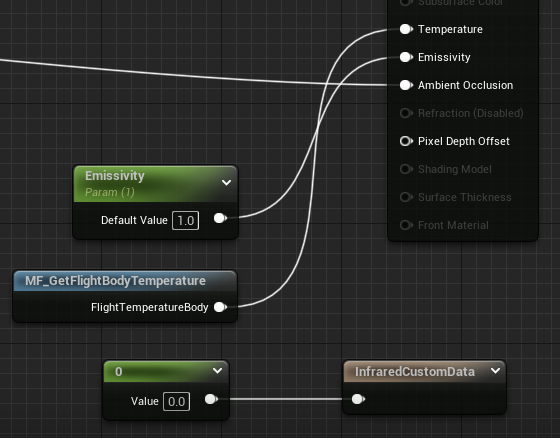 Subsurface Color
Temperature
Emissivity
Ambient Occlusion
Refraction (Disabled)
Pixel Depth Offset
Shading Model
Surface Thickness
Front Material
Emissivity
Param (1)
Default Value 1.0
MF_GetFlightBodyTemperature
FlightTemperatureBody
0
Value 0.0
InfraredCustomData